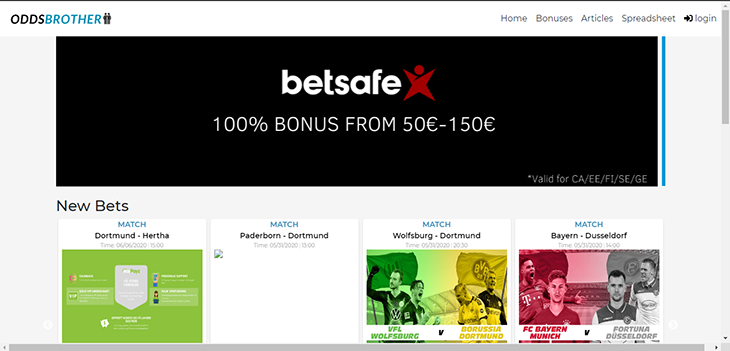 ODDSBROTHER
Home Bonuses Articles Spreadsheet login
betsafe
100% BONUS FROM 50€-150€
*Valid for CA/EE/FI/SE/GE
New Bets
MATCH
Dortmund - Hertha
Time: 06/06/2020 : 15:00
MATCH
Paderborn - Dortmund
Time: 05/31/2020 : 13:00
MATCH
Wolfsburg - Dortmund
Time: 05/31/2020 : 20:30
VFL
WOLFSBURG
V
BORUSSIA
DORTMUND
MATCH
Bayern - Dusseldorf
Time: 05/31/2020 : 14:00
FC BAYERN
MUNICH
V
FORTUNA
DÜSSELDORF